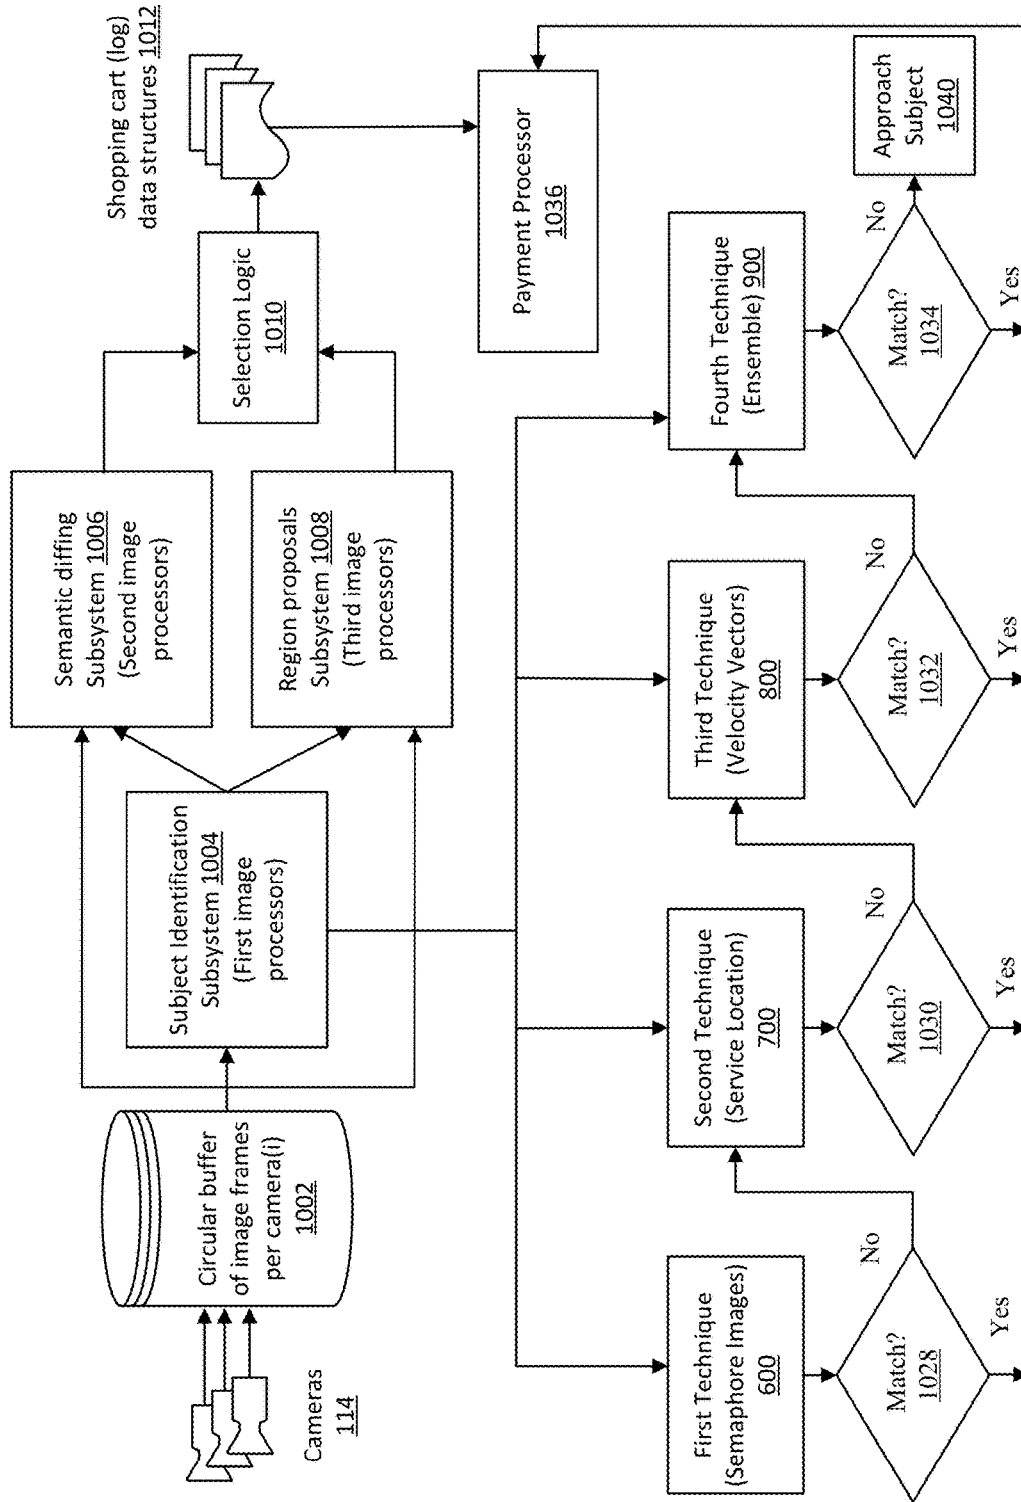 Cameras
114
Circular buffer
of image frames
per camera(i)
1002
Subject Identification
Subsystem 1004
(First image
processors)
Semantic diffing
Subsystem 1006
(Second image
processors)
Region proposals
Subsystem 1008
(Third image
processors)
Selection Logic
1010
Shopping cart (log)
data structures 1012
Payment Processor
1036
First Technique
(Semaphore Images)
600
Second Technique
(Service Location)
700
Third Technique
(Velocity Vectors)
800
Fourth Technique
(Ensemble) 900
Match?
1028
No
Yes
Match?
1030
No
Yes
Match?
1032
No
Yes
Match?
1034
No
Yes
Approach
Subject
1040